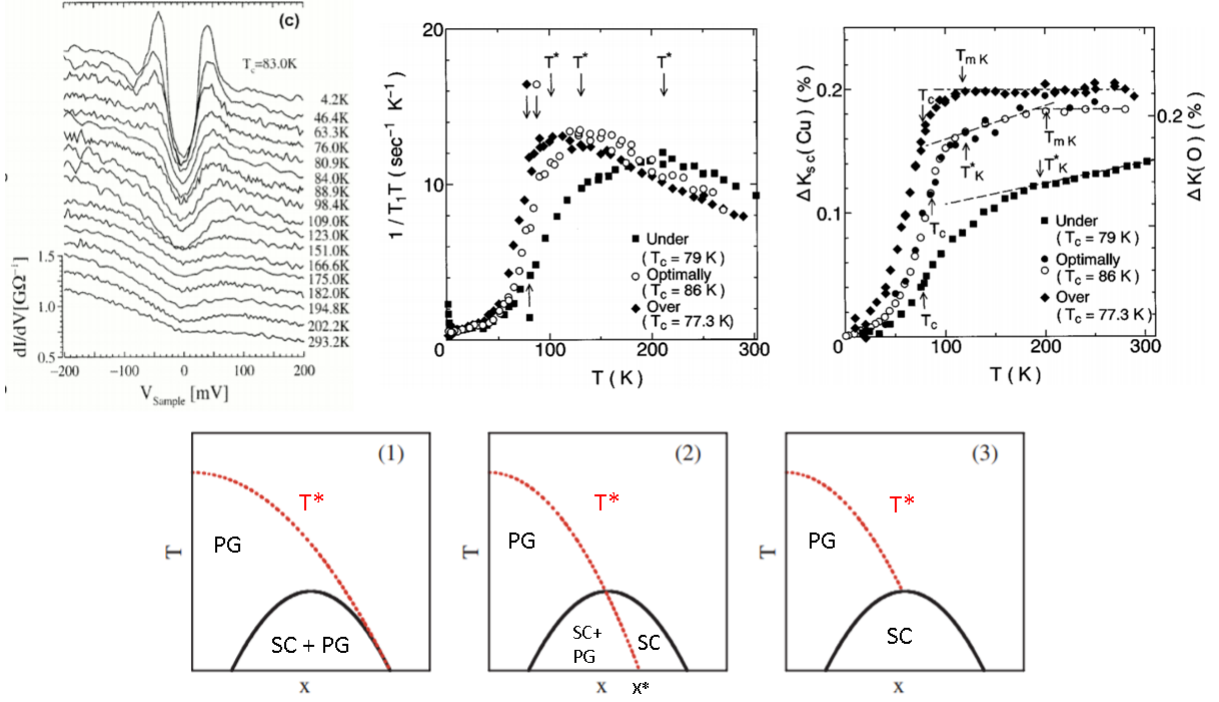 (c)
T_c=83.0K
4.2K
46.4K
63.3K
76.0K
80.9K
84.0K
88.9K
98.4K
109.0K
123.0K
151.0K
166.6K
175.0K
182.0K
194.8K
202.2K
293.2K
1.5
1.0
0.5
dI/dV[GΩ⁻¹]
−200 −100 0 100 200
V_Sample [mV]
20
10
0
1 / T₁T ( sec⁻¹ K⁻¹ )
T* T* T*
■ Under
( T_c = 79 K )
○ Optimally
( T_c = 86 K )
◆ Over
( T_c = 77.3 K )
0 100 200 300
T ( K )
0.2
0.1
0
ΔK_sc( Cu ) ( % )
T_mK
T_c
T_mK
T*_K
T*_K
T_c
T_c
■ Under
( T_c = 79 K )
● Optimally
○ ( T_c = 86 K )
◆ Over
( T_c = 77.3 K )
0 100 200 300
T ( K )
0.2
ΔK( O ) ( % )
(1)
T*
PG
SC + PG
T
x
(2)
T*
PG
SC+
PG
SC
T
x x*
(3)
T*
PG
SC
T
x